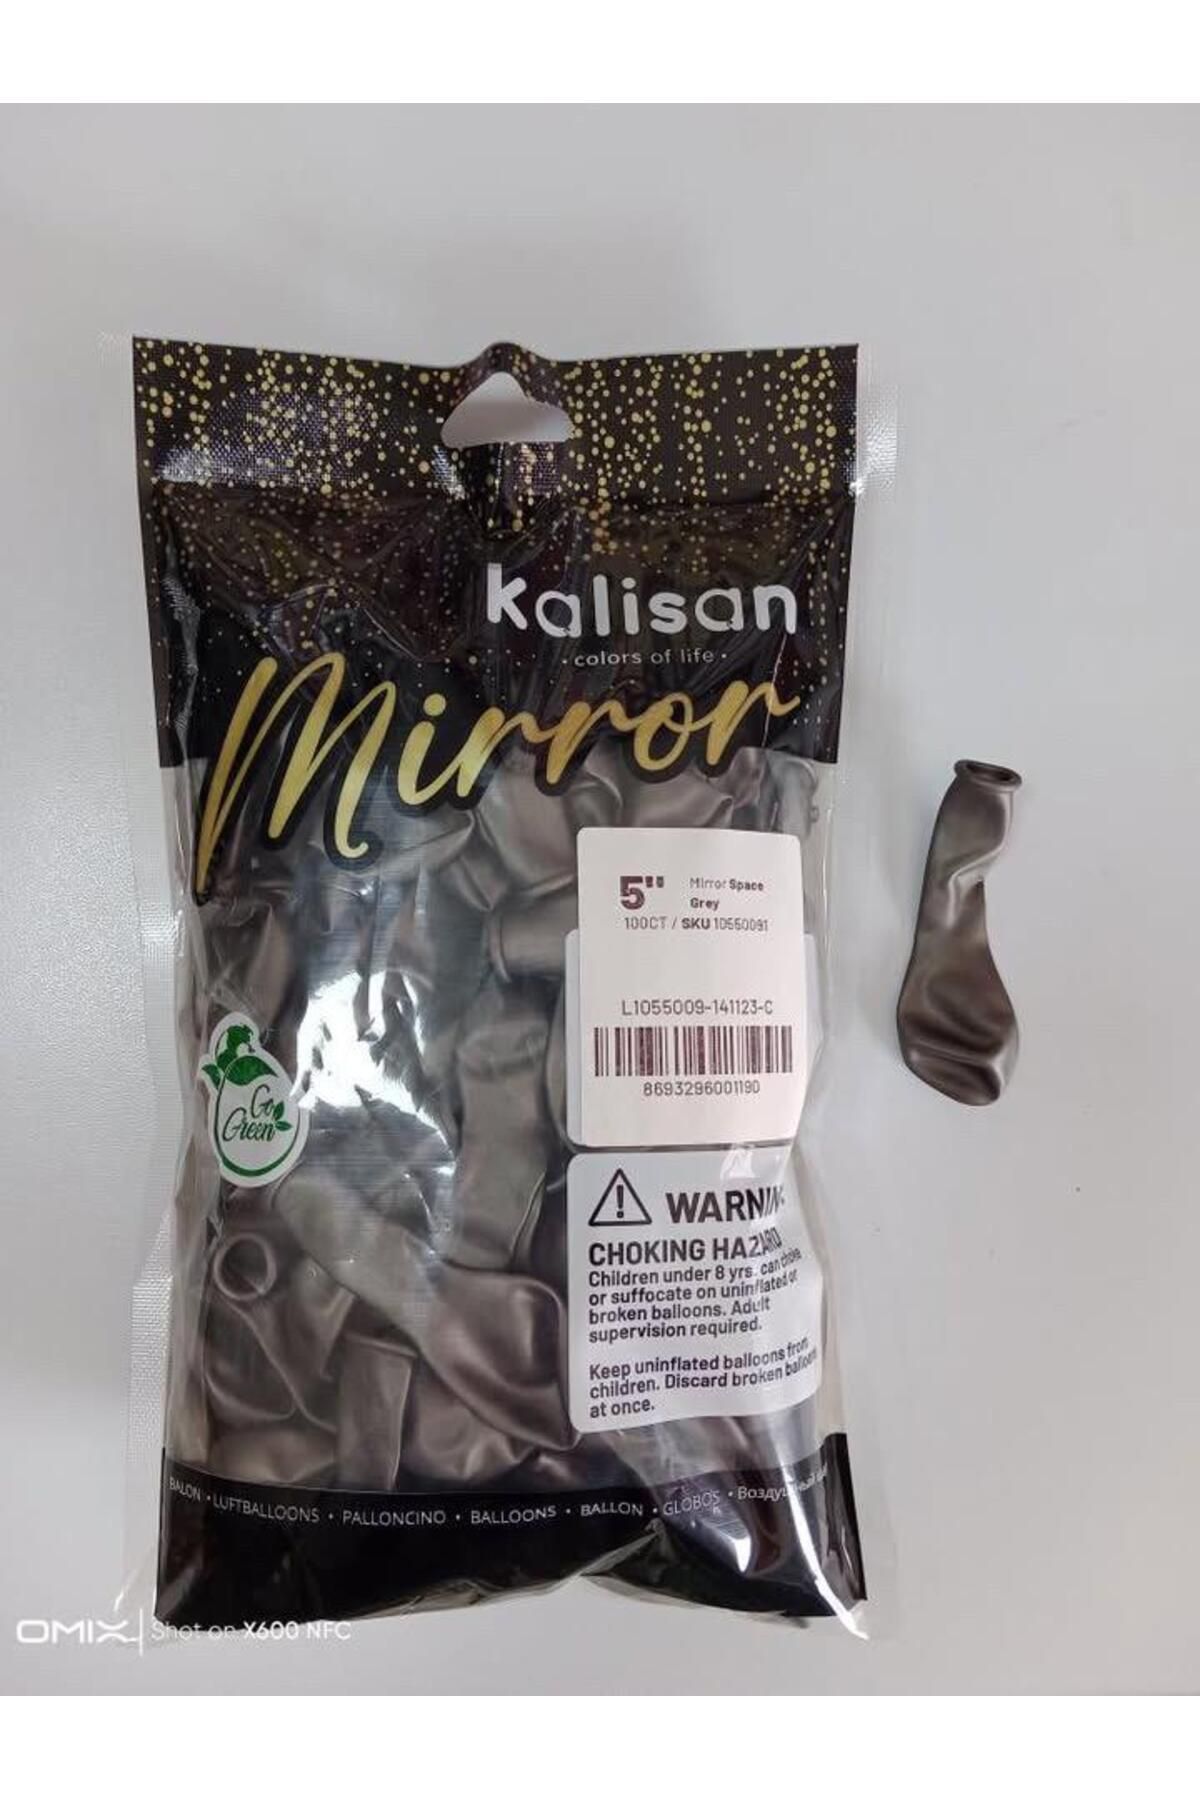 kalisan
• colors of life •
Mirror
5" Mirror Space
Grey
100CT / SKU 10550091
L1055009-141123-C
8693296001190
Go
Green
WARNIN
CHOKING HAZARD
Children under 8 yrs. can choke
or suffocate on uninflated or
broken balloons. Adult
supervision required.
Keep uninflated balloons from
children. Discard broken balloons
at once.
BALON • LUFTBALLOONS • PALLONCINO • BALLOONS • BALLON • GLOBOS •
OMIX Shot on X600 NFC